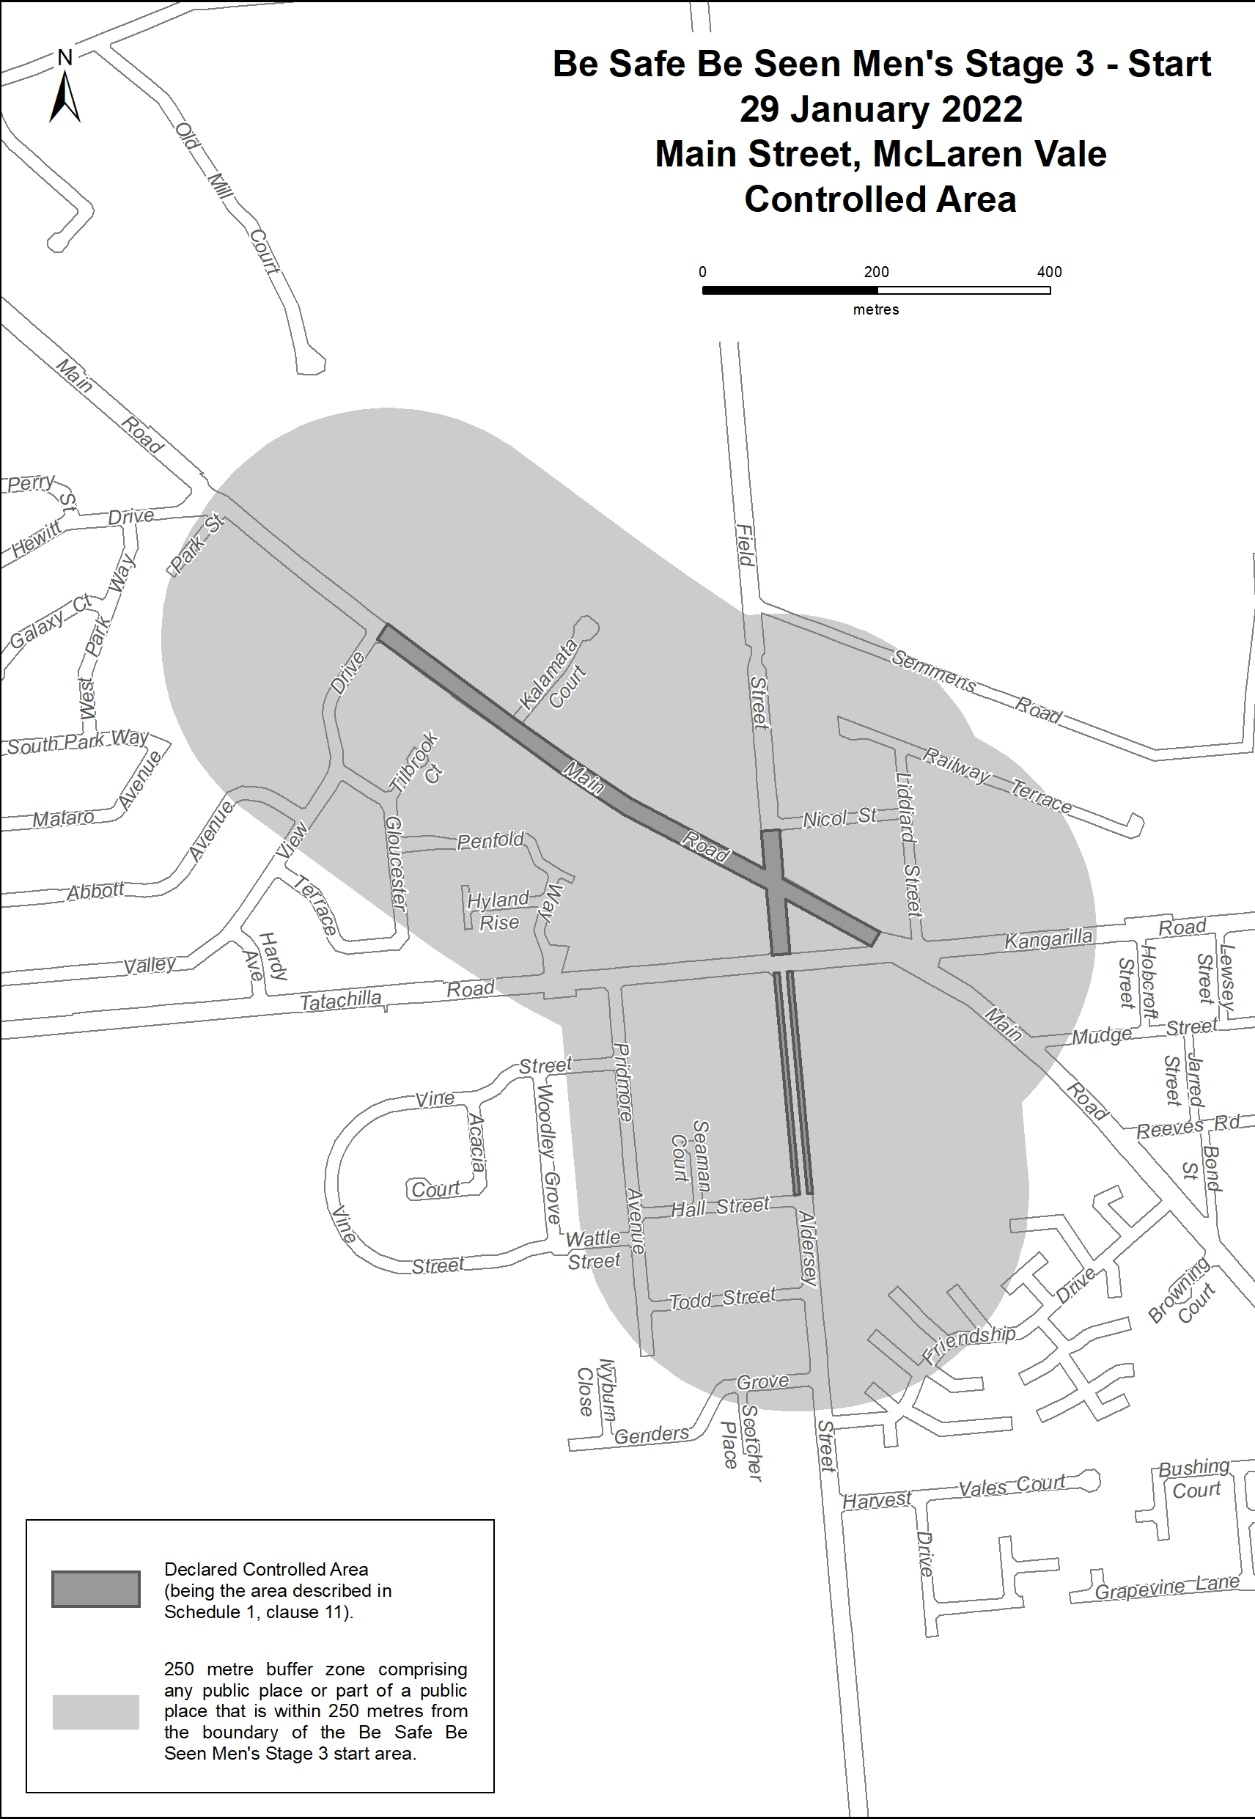 Be Safe Be Seen Men's Stage 3 - Start
29 January 2022
Main Street, McLaren Vale
Controlled Area
N
0 200 400
metres
Old Mill Court
Main Road
Perry St
Hewitt Drive
Park St
Galaxy Ct
West Park Way
South Park Way
Mataro Avenue
Abbott Avenue
Valley View Drive
Terrace
Hardy Ave
Tatachilla Road
Kalamata Court
Tilbrook Ct
Gloucester
Penfold Way
Hyland Rise
Main Road
Field Street
Semmens Road
Railway Terrace
Nicol St
Liddiard Street
Kangarilla Road
Hobcroft Street
Lewsey Street
Main Road
Mudge Street
Jarred Street
Reeves Rd
Bond St
Vine Street
Acacia Court
Woodley Grove
Vine Street
Pridmore Avenue
Seaman Court
Hall Street
Wattle Street
Todd Street
Aldersey Street
Friendship Drive
Browning Court
Ivyburn Close
Genders Grove
Scotcher Place
Harvest Drive
Vales Court
Bushing Court
Grapevine Lane
Declared Controlled Area
(being the area described in
Schedule 1, clause 11).
250 metre buffer zone comprising
any public place or part of a public
place that is within 250 metres from
the boundary of the Be Safe Be
Seen Men's Stage 3 start area.